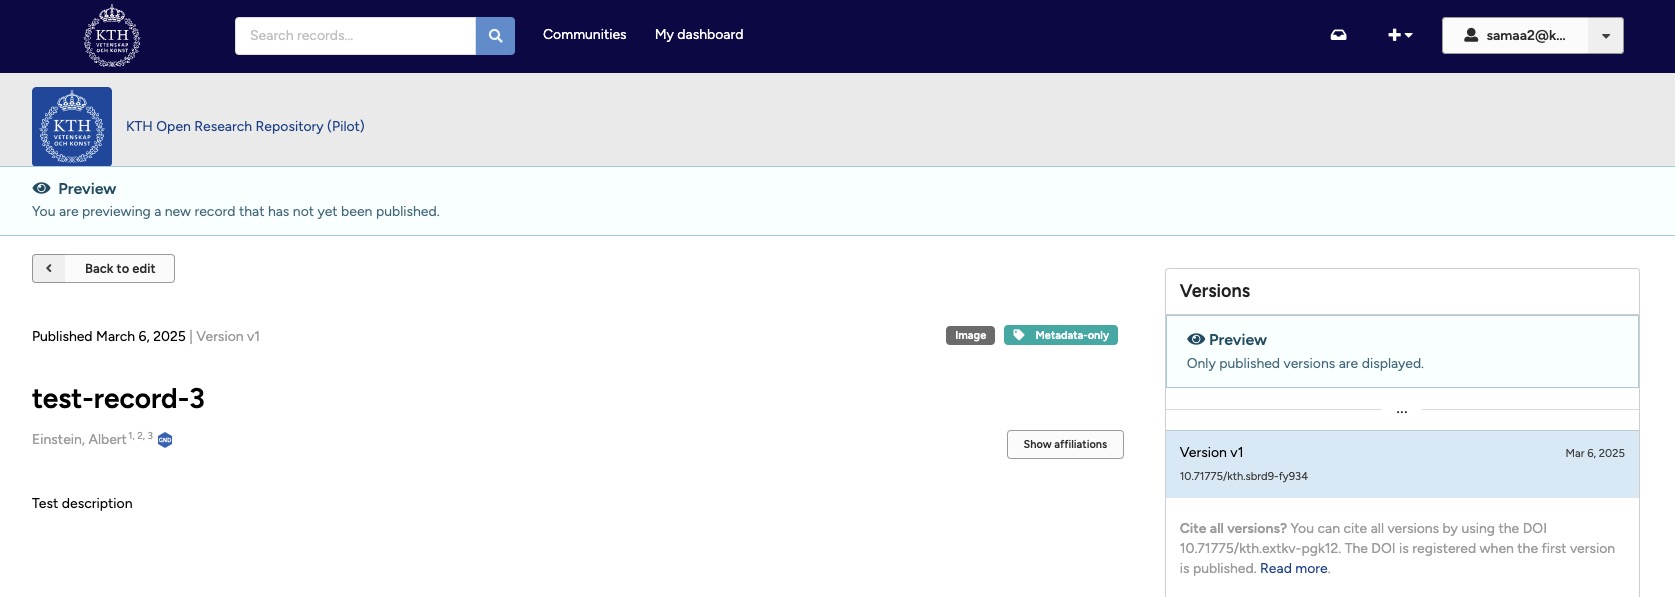 KTH
VETENSKAP
OCH KONST
Search records...
Communities
My dashboard
samaa2@k...
KTH
VETENSKAP
OCH KONST
KTH Open Research Repository (Pilot)
Preview
You are previewing a new record that has not yet been published.
Back to edit
Published March 6, 2025 | Version v1
Image
Metadata-only
test-record-3
Einstein, Albert 1, 2, 3 GND
Show affiliations
Test description
Versions
Preview
Only published versions are displayed.
...
Version v1
Mar 6, 2025
10.71775/kth.sbrd9-fy934
Cite all versions? You can cite all versions by using the DOI
10.71775/kth.extkv-pgk12. The DOI is registered when the first version
is published. Read more.